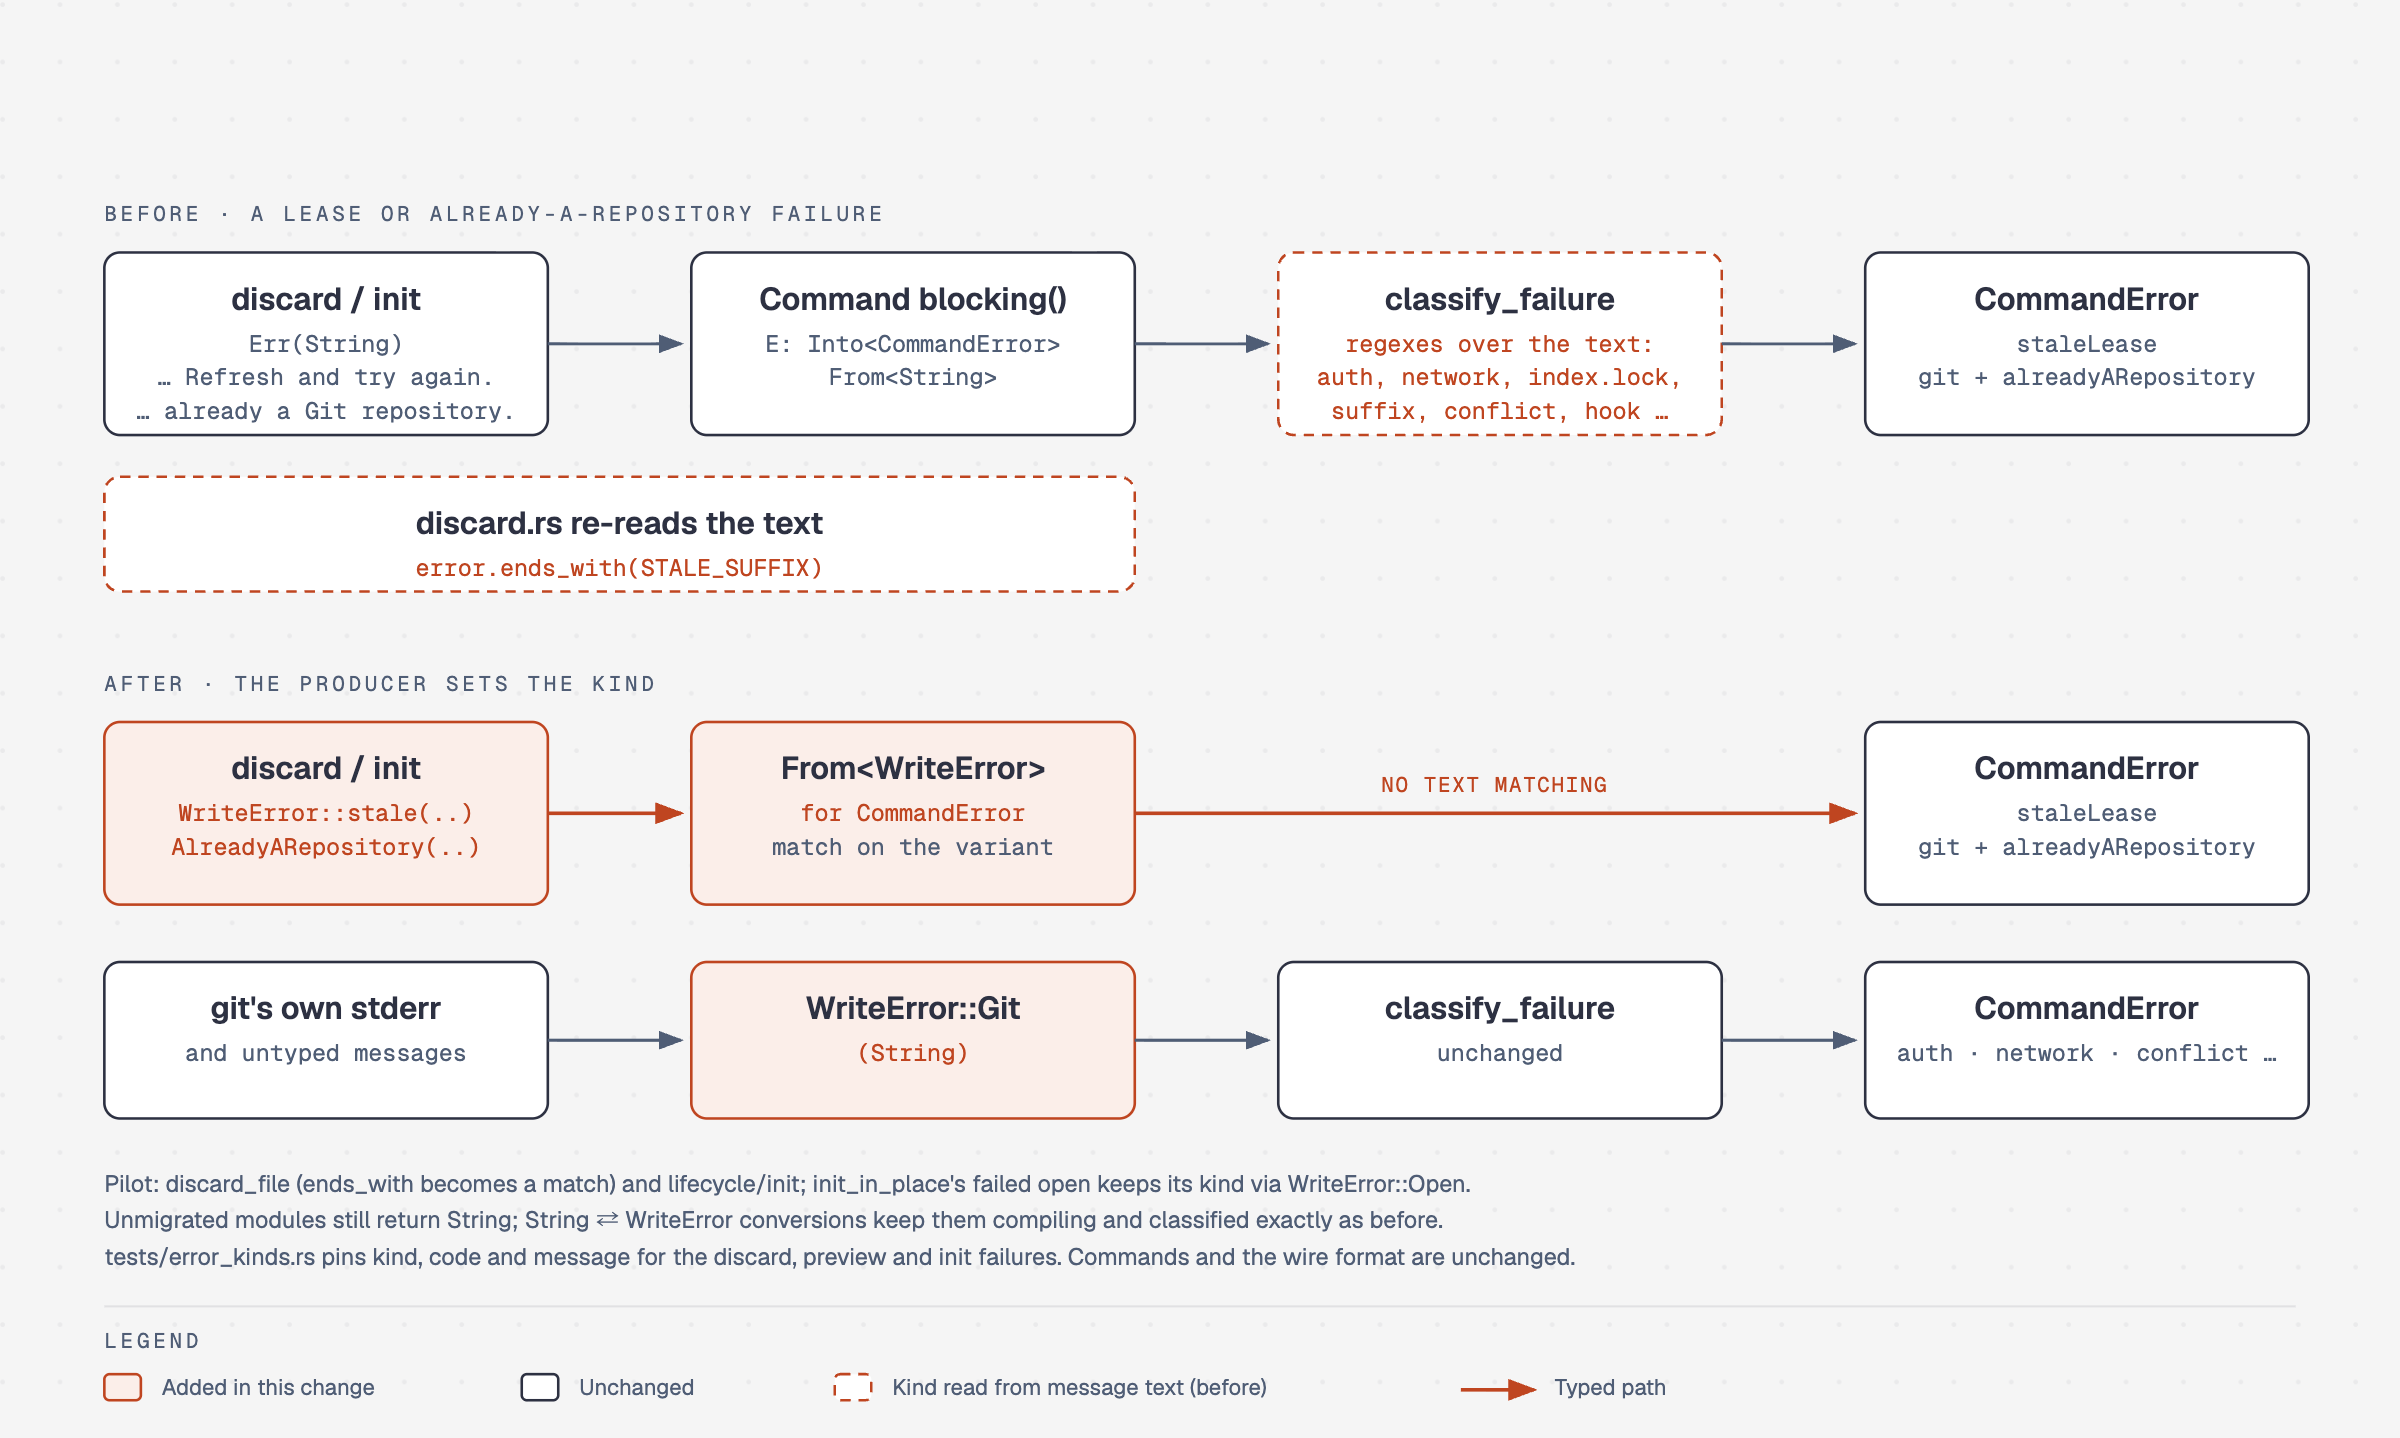 BEFORE · A LEASE OR ALREADY-A-REPOSITORY FAILURE
discard / init
Err(String)
… Refresh and try again.
… already a Git repository.
Command blocking()
E: Into<CommandError>
From<String>
classify_failure
regexes over the text:
auth, network, index.lock,
suffix, conflict, hook …
CommandError
staleLease
git + alreadyARepository
discard.rs re-reads the text
error.ends_with(STALE_SUFFIX)
AFTER · THE PRODUCER SETS THE KIND
discard / init
WriteError::stale(..)
AlreadyARepository(..)
From<WriteError>
for CommandError
match on the variant
NO TEXT MATCHING
CommandError
staleLease
git + alreadyARepository
git's own stderr
and untyped messages
WriteError::Git
(String)
classify_failure
unchanged
CommandError
auth · network · conflict …
Pilot: discard_file (ends_with becomes a match) and lifecycle/init; init_in_place's failed open keeps its kind via WriteError::Open.
Unmigrated modules still return String; String ⇄ WriteError conversions keep them compiling and classified exactly as before.
tests/error_kinds.rs pins kind, code and message for the discard, preview and init failures. Commands and the wire format are unchanged.
LEGEND
Added in this change
Unchanged
Kind read from message text (before)
Typed path